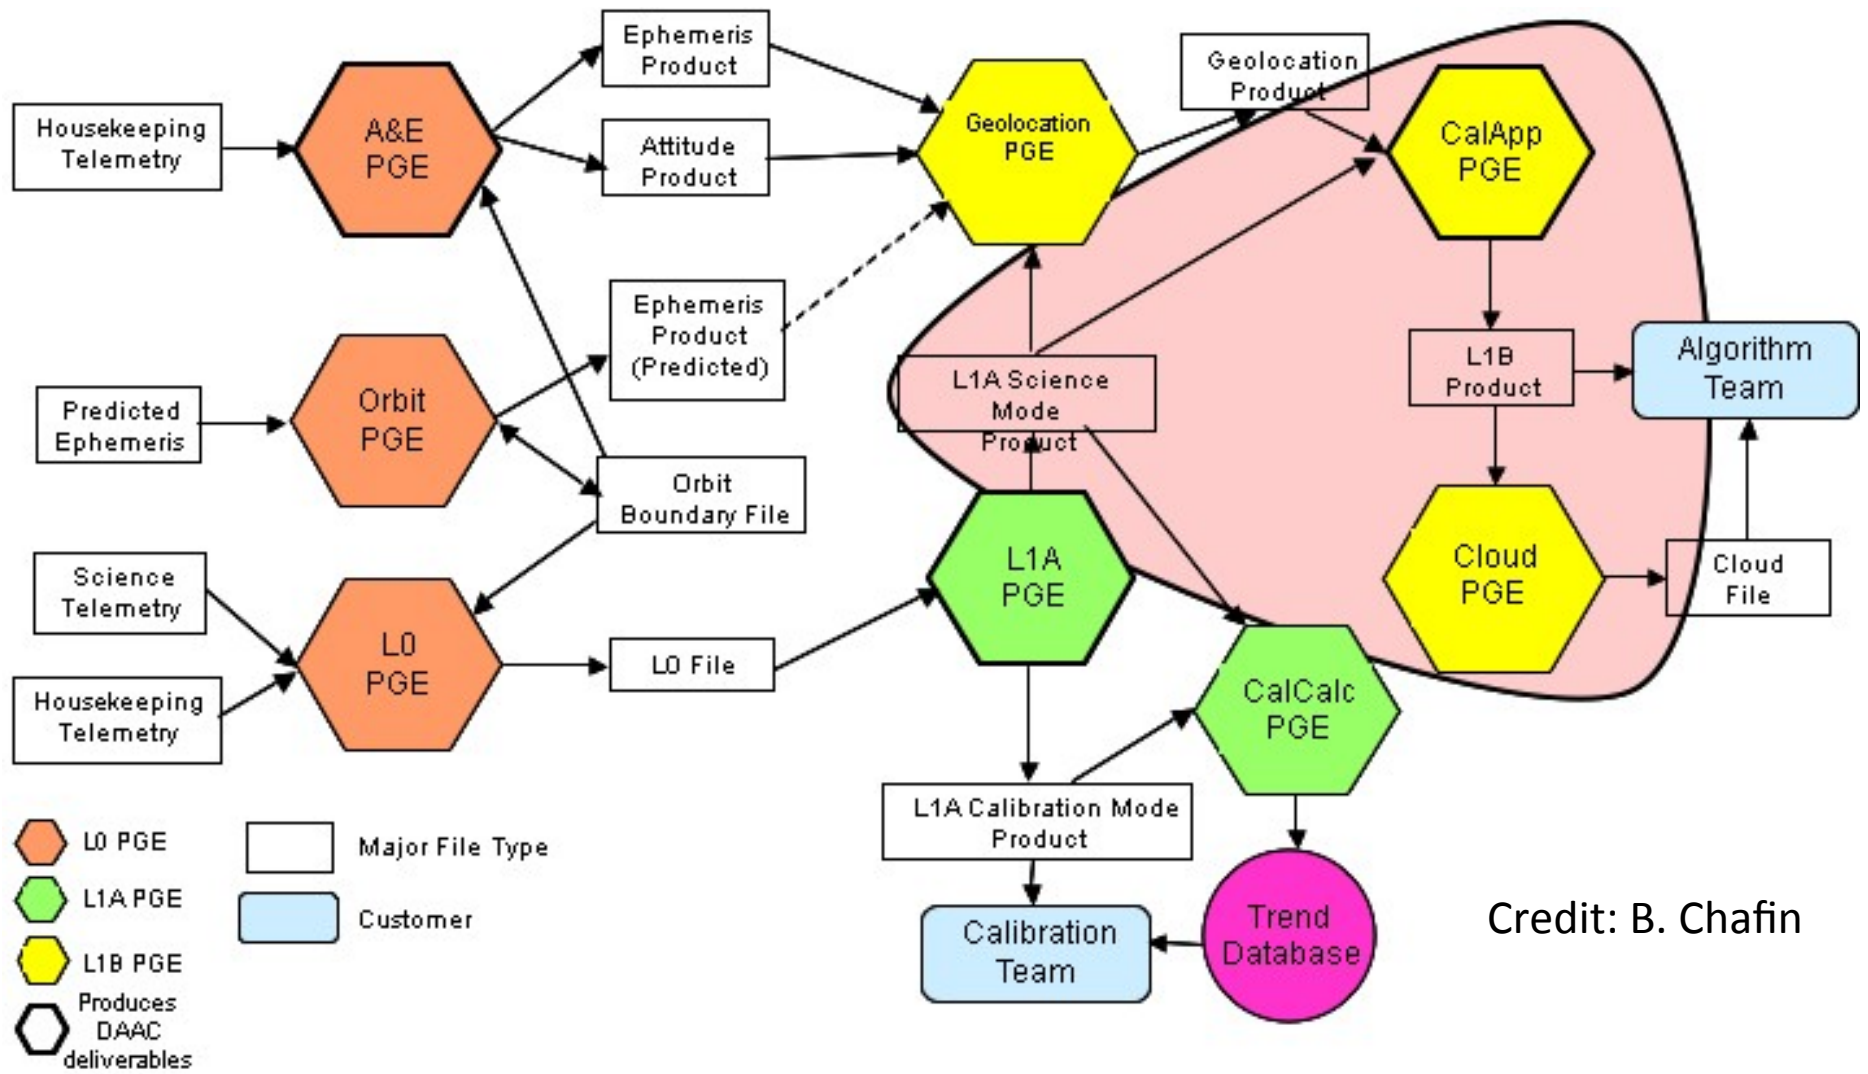 Housekeeping
Telemetry
A&E
PGE
Ephemeris
Product
Attitude
Product
Geolocation
PGE
Geolocation
Product
CalApp
PGE
Predicted
Ephemeris
Orbit
PGE
Ephemeris
Product
(Predicted)
Orbit
Boundary File
L1A Science
Mode
Product
L1B
Product
Algorithm
Team
Science
Telemetry
Housekeeping
Telemetry
L0
PGE
L0 File
L1A
PGE
Cloud
PGE
Cloud
File
CalCalc
PGE
L1A Calibration Mode
Product
Calibration
Team
Trend
Database
L0 PGE
L1A PGE
L1B PGE
Produces
DAAC
deliverables
Major File Type
Customer
Credit: B. Chafin